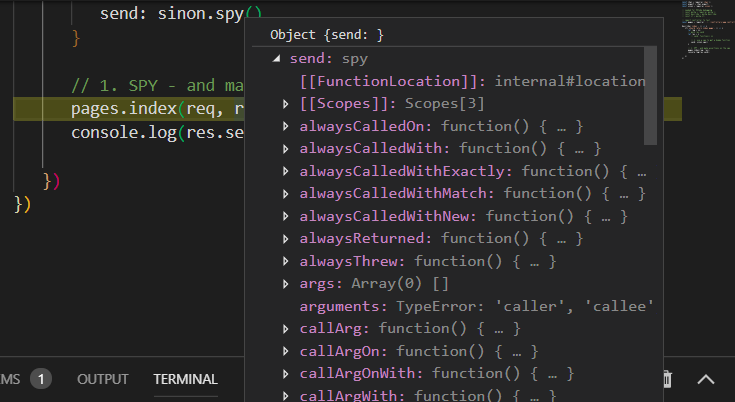 send: sinon.spy()
}
// 1. SPY - and ma
pages.index(req, r
console.log(res.se
})
})
Object {send: }
send: spy
[[FunctionLocation]]: internal#location
[[Scopes]]: Scopes[3]
alwaysCalledOn: function() { … }
alwaysCalledWith: function() { … }
alwaysCalledWithExactly: function() { …
alwaysCalledWithMatch: function() { … }
alwaysCalledWithNew: function() { … }
alwaysReturned: function() { … }
alwaysThrew: function() { … }
args: Array(0) []
arguments: TypeError: 'caller', 'callee'
callArg: function() { … }
callArgOn: function() { … }
callArgOnWith: function() { … }
callArgWith: function() { … }
MS 1 OUTPUT TERMINAL